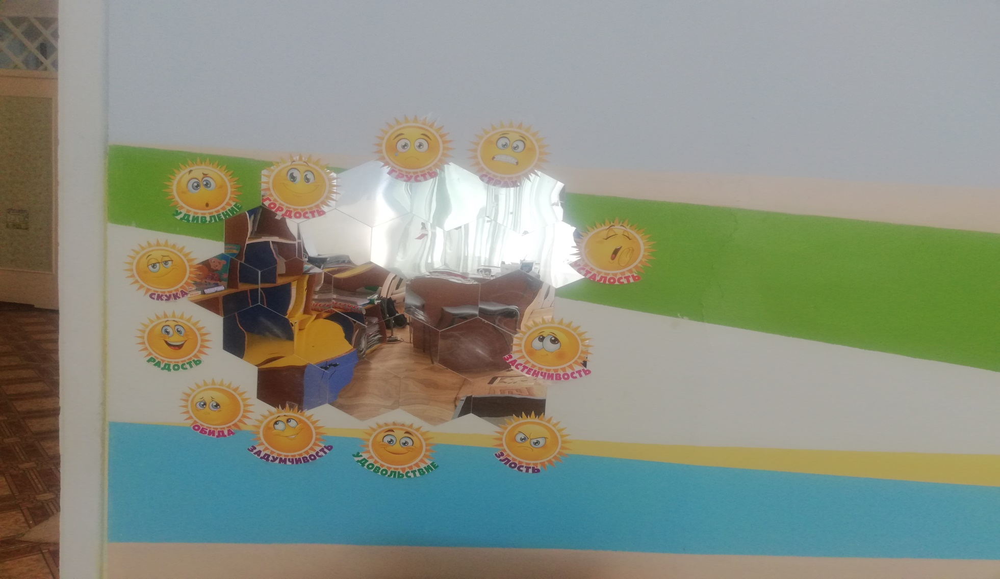 ГРУСТЬ
СТРАХ
УДИВЛЕНИЕ
ГОРДОСТЬ
УСТАЛОСТЬ
СКУКА
РАДОСТЬ
ЗАСТЕНЧИВОСТЬ
ОБИДА
ЗАДУМЧИВОСТЬ
УДОВОЛЬСТВИЕ
ЗЛОСТЬ